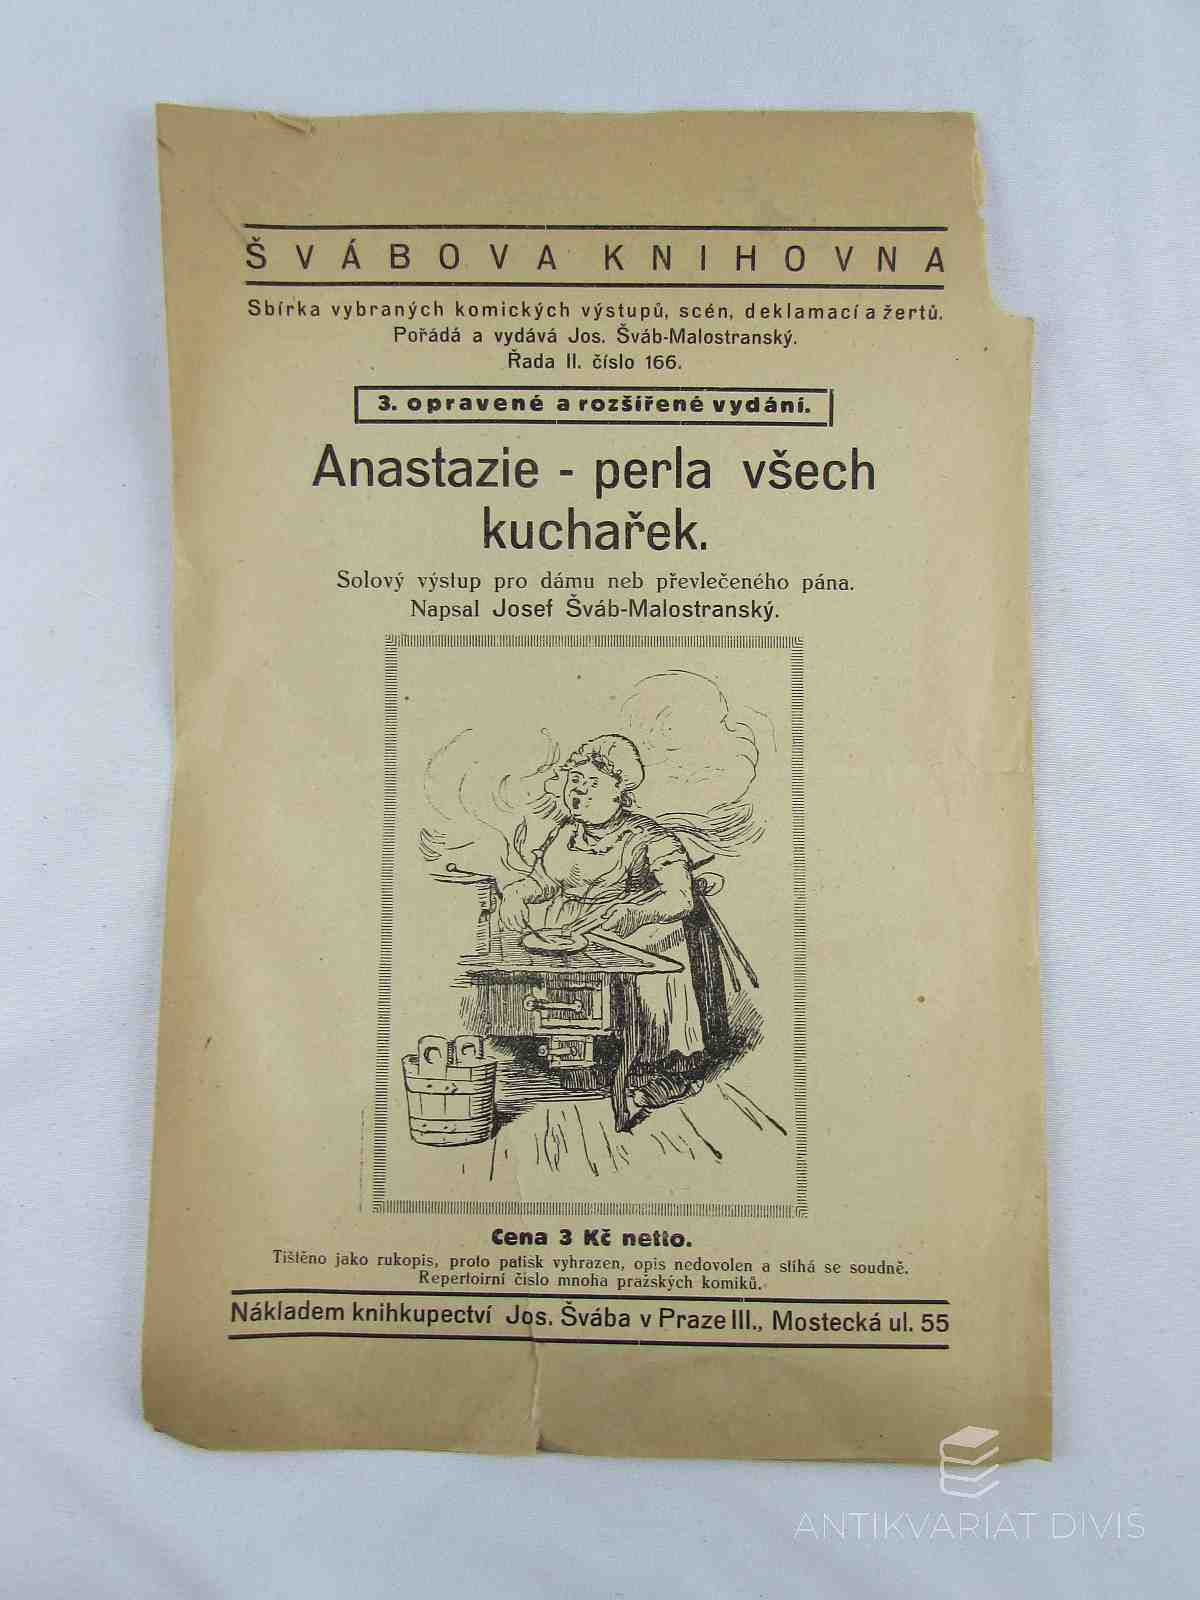 ŠVÁBOVA KNIHOVNA
Sbírka vybraných komických výstupů, scén, deklamací a žertů.
Pořádá a vydává Jos. Šváb-Malostranský.
Řada II. číslo 166.
3. opravené a rozšířené vydání.
Anastazie - perla všech
kuchařek.
Solový výstup pro dámu neb převlečeného pána.
Napsal Josef Šváb-Malostranský.
Cena 3 Kč netto.
Tištěno jako rukopis, proto patisk vyhrazen, opis nedovolen a stíhá se soudně.
Repertoirní číslo mnoha pražských komiků.
Nákladem knihkupectví Jos. Švába v Praze III., Mostecká ul. 55
ANTIKVARIAT DIVIS